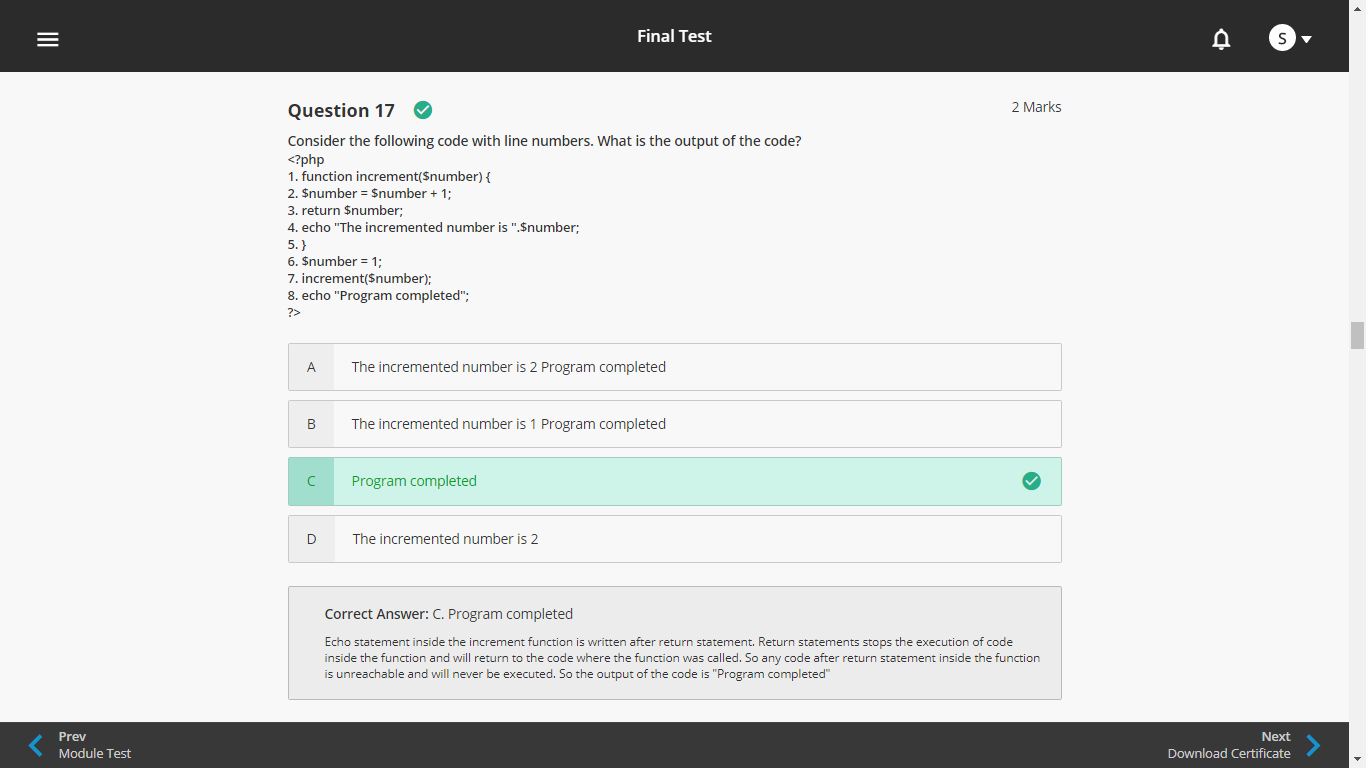 Final Test
S
Question 17
2 Marks
Consider the following code with line numbers. What is the output of the code?
<?php
1. function increment($number) {
2. $number = $number + 1;
3. return $number;
4. echo "The incremented number is ".$number;
5. }
6. $number = 1;
7. increment($number);
8. echo "Program completed";
?>
A The incremented number is 2 Program completed
B The incremented number is 1 Program completed
C Program completed
D The incremented number is 2
Correct Answer: C. Program completed
Echo statement inside the increment function is written after return statement. Return statements stops the execution of code
inside the function and will return to the code where the function was called. So any code after return statement inside the function
is unreachable and will never be executed. So the output of the code is "Program completed"
Prev
Module Test
Next
Download Certificate